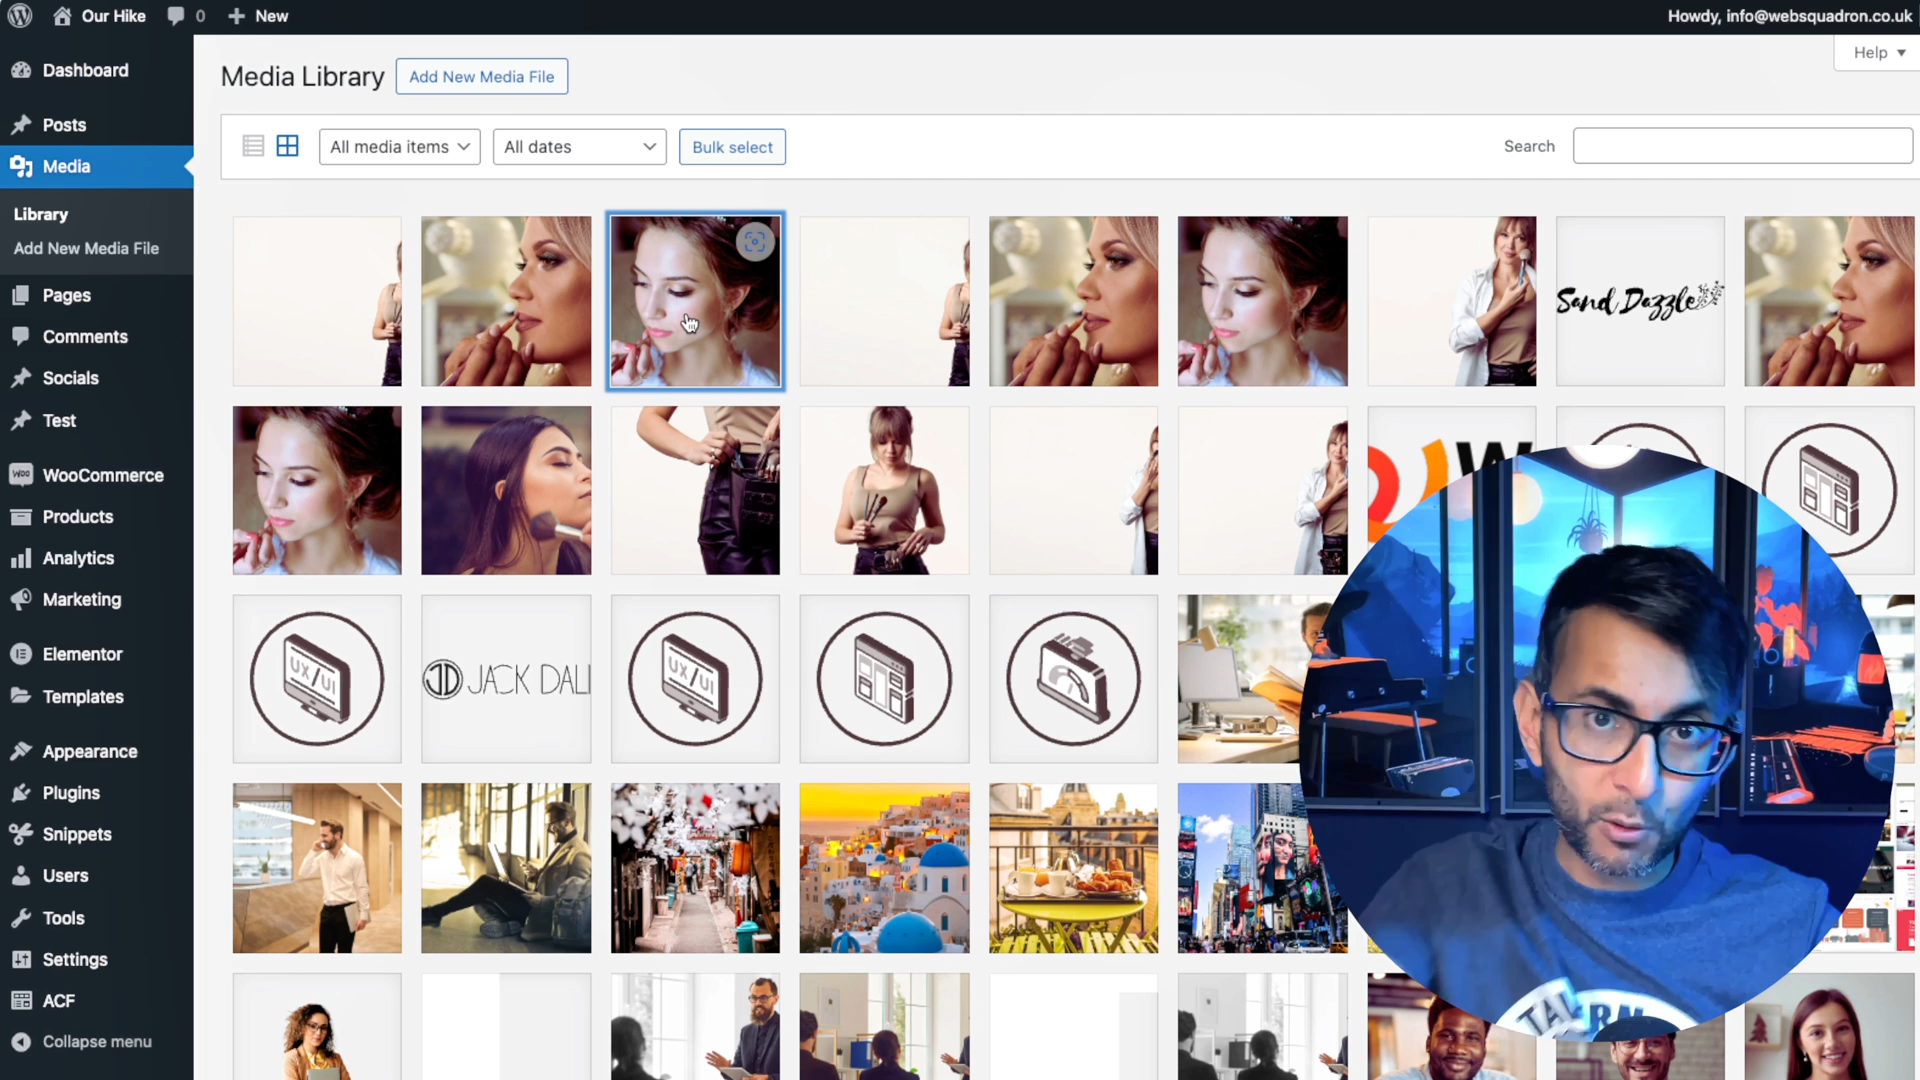 Our Hike
0
New
Howdy, info@websquadron.co.uk
Help
Dashboard
Posts
Media
Library
Add New Media File
Pages
Comments
Socials
Test
WOO
WooCommerce
Products
Analytics
Marketing
Elementor
Templates
Appearance
Plugins
Snippets
Users
Tools
Settings
ACF
Collapse menu
Media Library
Add New Media File
All media items
All dates
Bulk select
Search
Sand Dazzle
UX/UI
JD JACK DALI
UX/UI